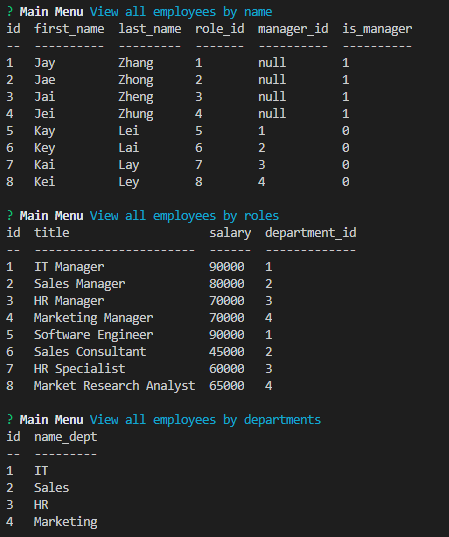 ? Main Menu View all employees by name
id  first_name  last_name  role_id  manager_id  is_manager
--  ----------  ---------  -------  ----------  ----------
1   Jay         Zhang      1        null        1
2   Jae         Zhong      2        null        1
3   Jai         Zheng      3        null        1
4   Jei         Zhung      4        null        1
5   Kay         Lei        5        1           0
6   Key         Lai        6        2           0
7   Kai         Lay        7        3           0
8   Kei         Ley        8        4           0
? Main Menu View all employees by roles
id  title                    salary  department_id
--  -----------------------  ------  -------------
1   IT Manager               90000   1
2   Sales Manager            80000   2
3   HR Manager               70000   3
4   Marketing Manager        70000   4
5   Software Engineer        90000   1
6   Sales Consultant         45000   2
7   HR Specialist            60000   3
8   Market Research Analyst  65000   4
? Main Menu View all employees by departments
id  name_dept
--  ---------
1   IT
2   Sales
3   HR
4   Marketing